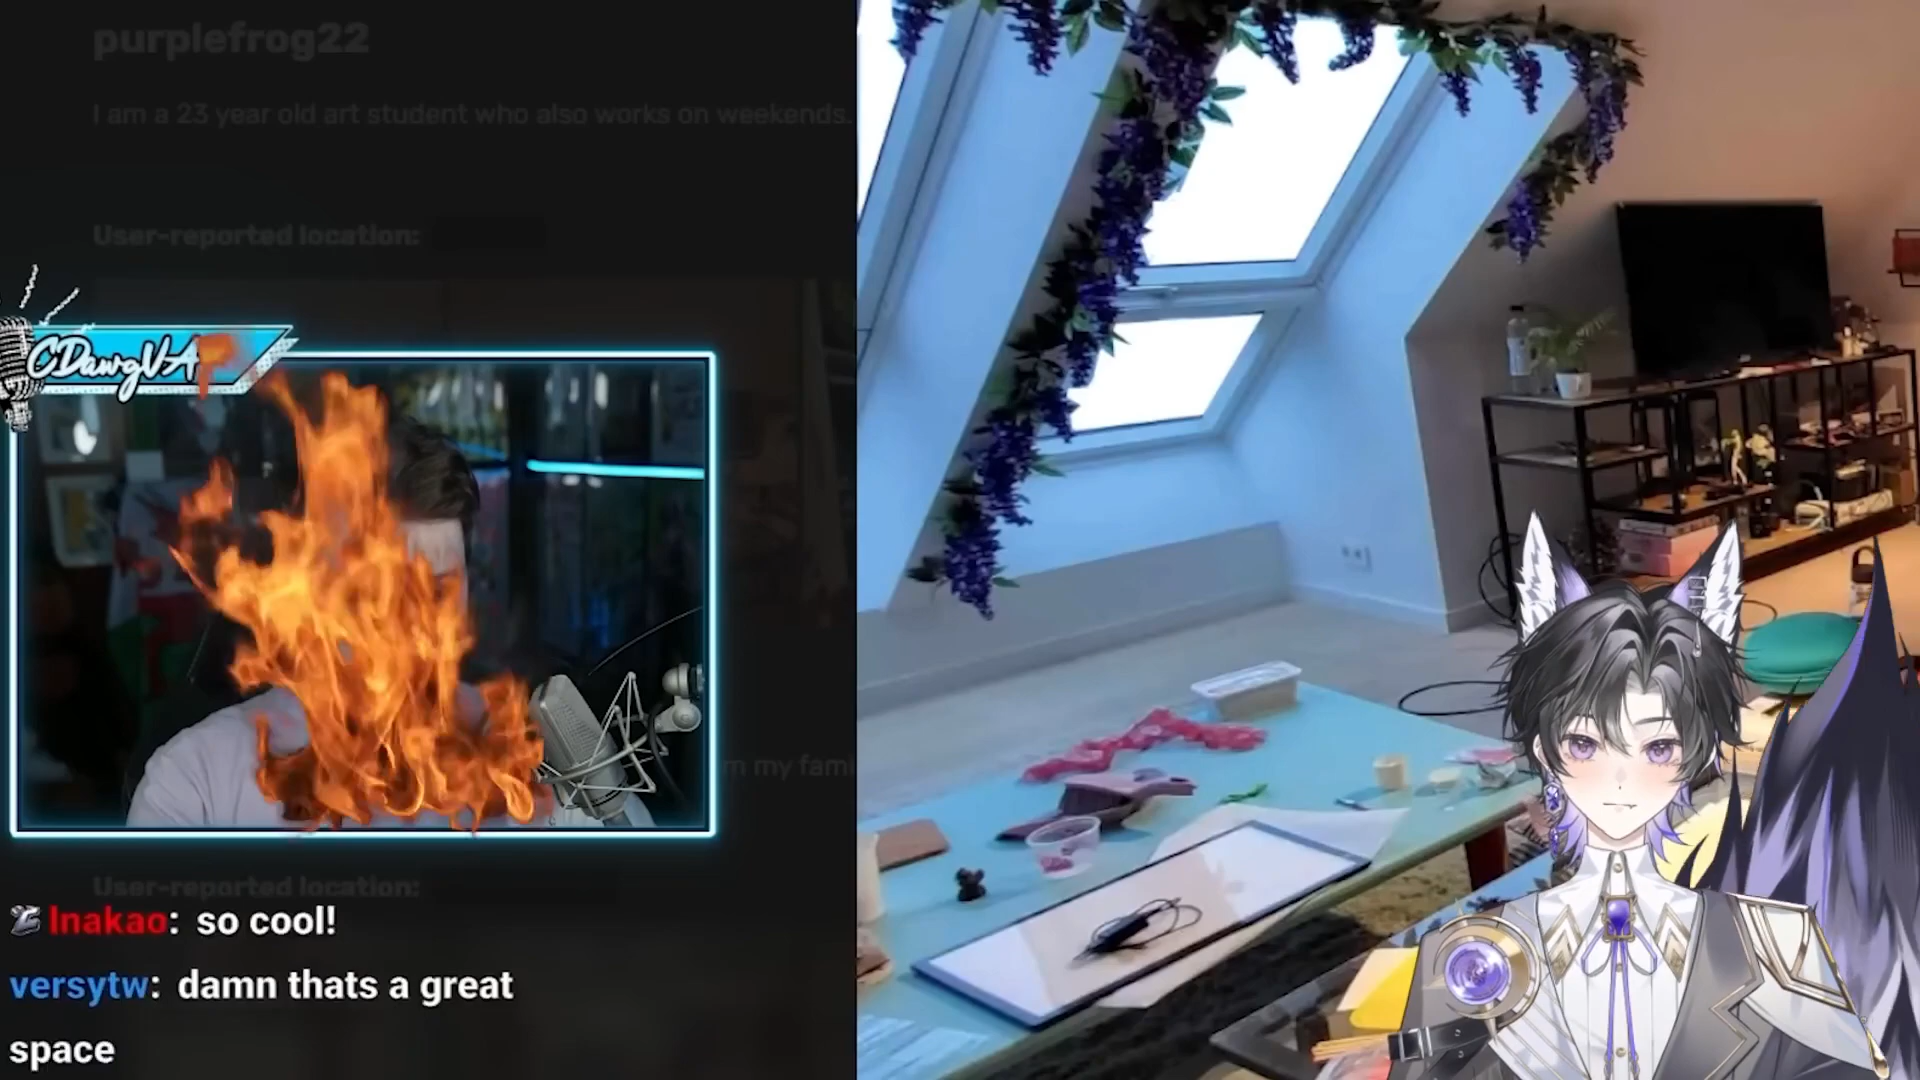 purplefrog22
I am a 23 year old art student who also works on weekends.
User-reported location:
CDawgVA
m my fami
User-reported location:
Inakao: so cool!
versytw: damn thats a great
space